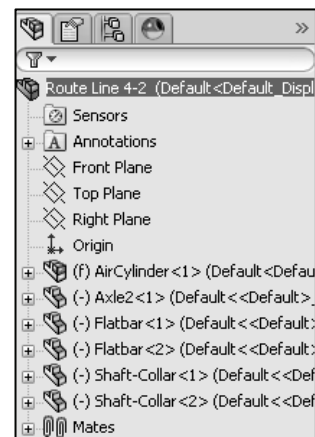 »
Route Line 4-2 (Default<Default_Displ
Sensors
A Annotations
Front Plane
Top Plane
Right Plane
Origin
(f) AirCylinder<1> (Default<Defau
(-) Axle2<1> (Default<<Default>_
(-) Flatbar<1> (Default<<Default>
(-) Flatbar<2> (Default<<Default>
(-) Shaft-Collar<1> (Default<<Def
(-) Shaft-Collar<2> (Default<<Def
Mates